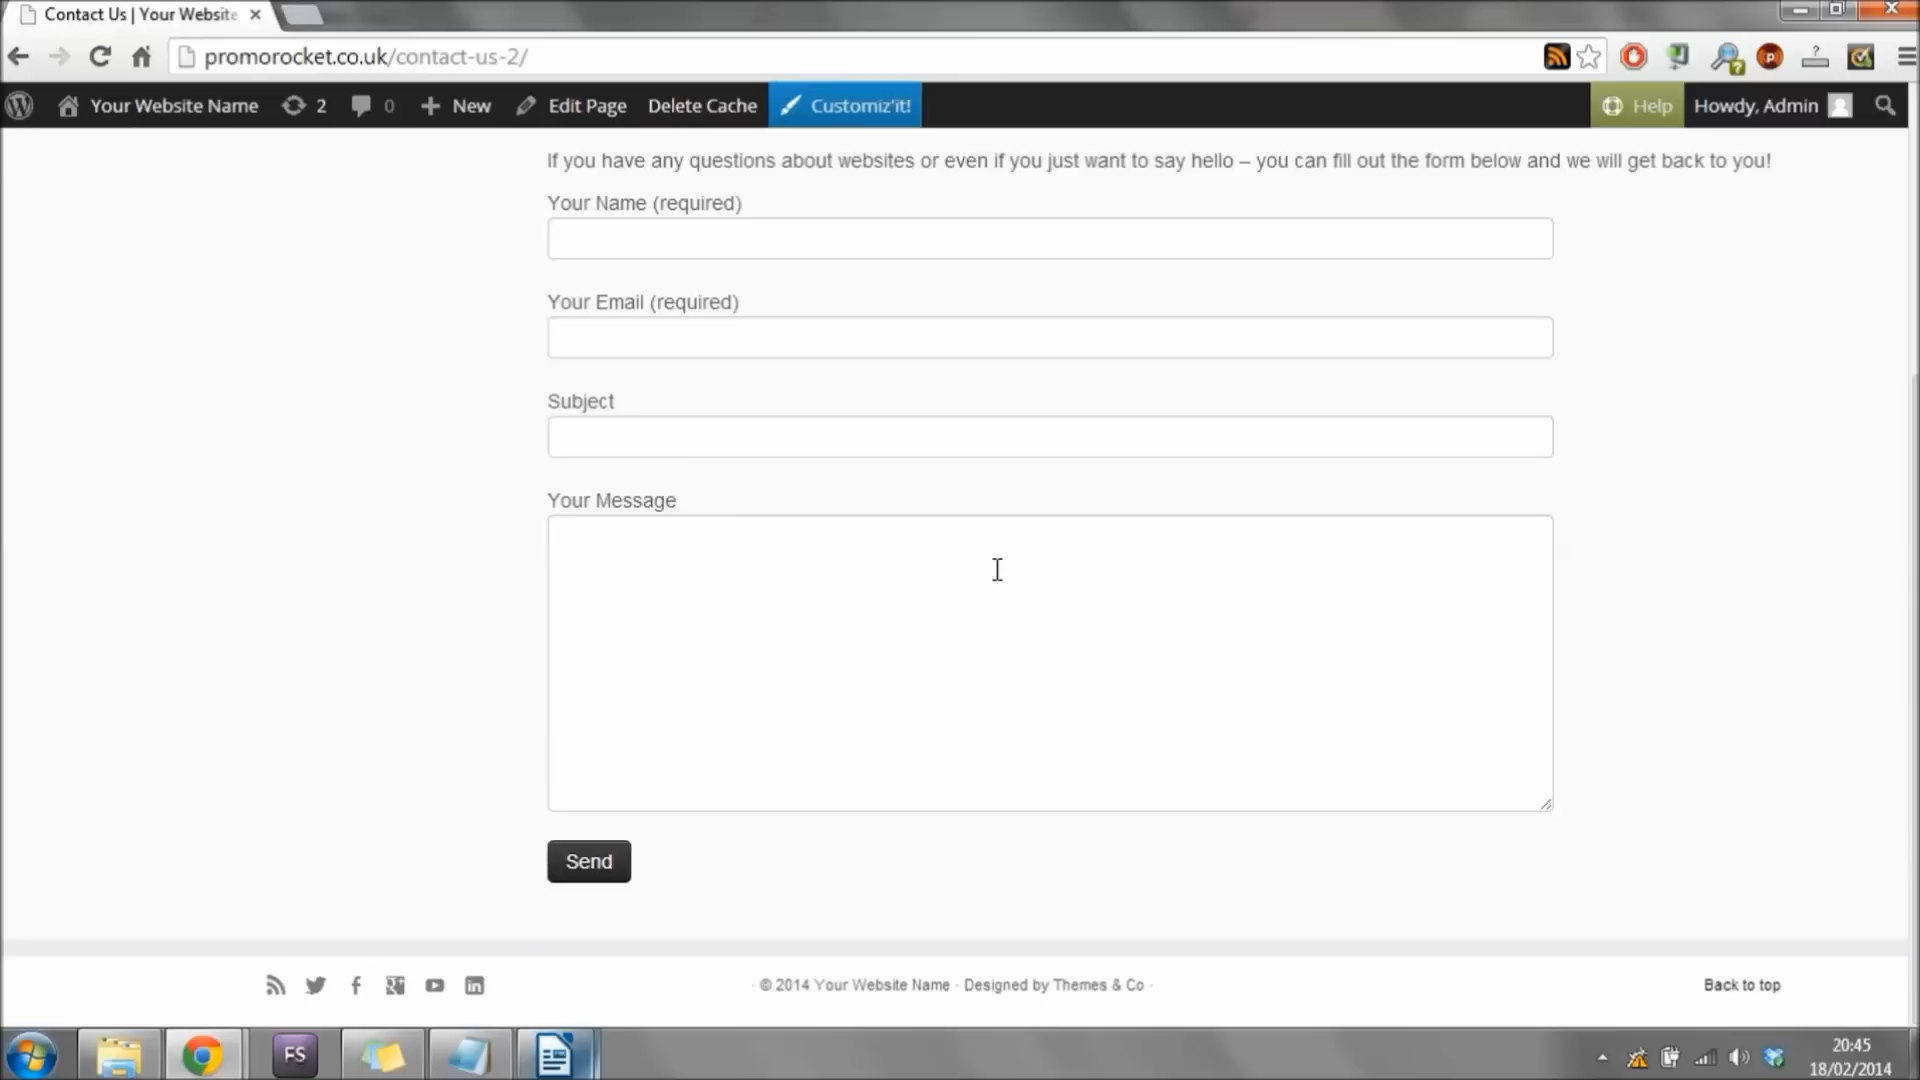 Contact Us | Your Website
promorocket.co.uk/contact-us-2/
Your Website Name 2 0 New Edit Page Delete Cache Customiz'it! Help Howdy, Admin
If you have any questions about websites or even if you just want to say hello – you can fill out the form below and we will get back to you!
Your Name (required)
Your Email (required)
Subject
Your Message
Send
· © 2014 Your Website Name · Designed by Themes & Co ·
Back to top
FS
20:45
18/02/2014